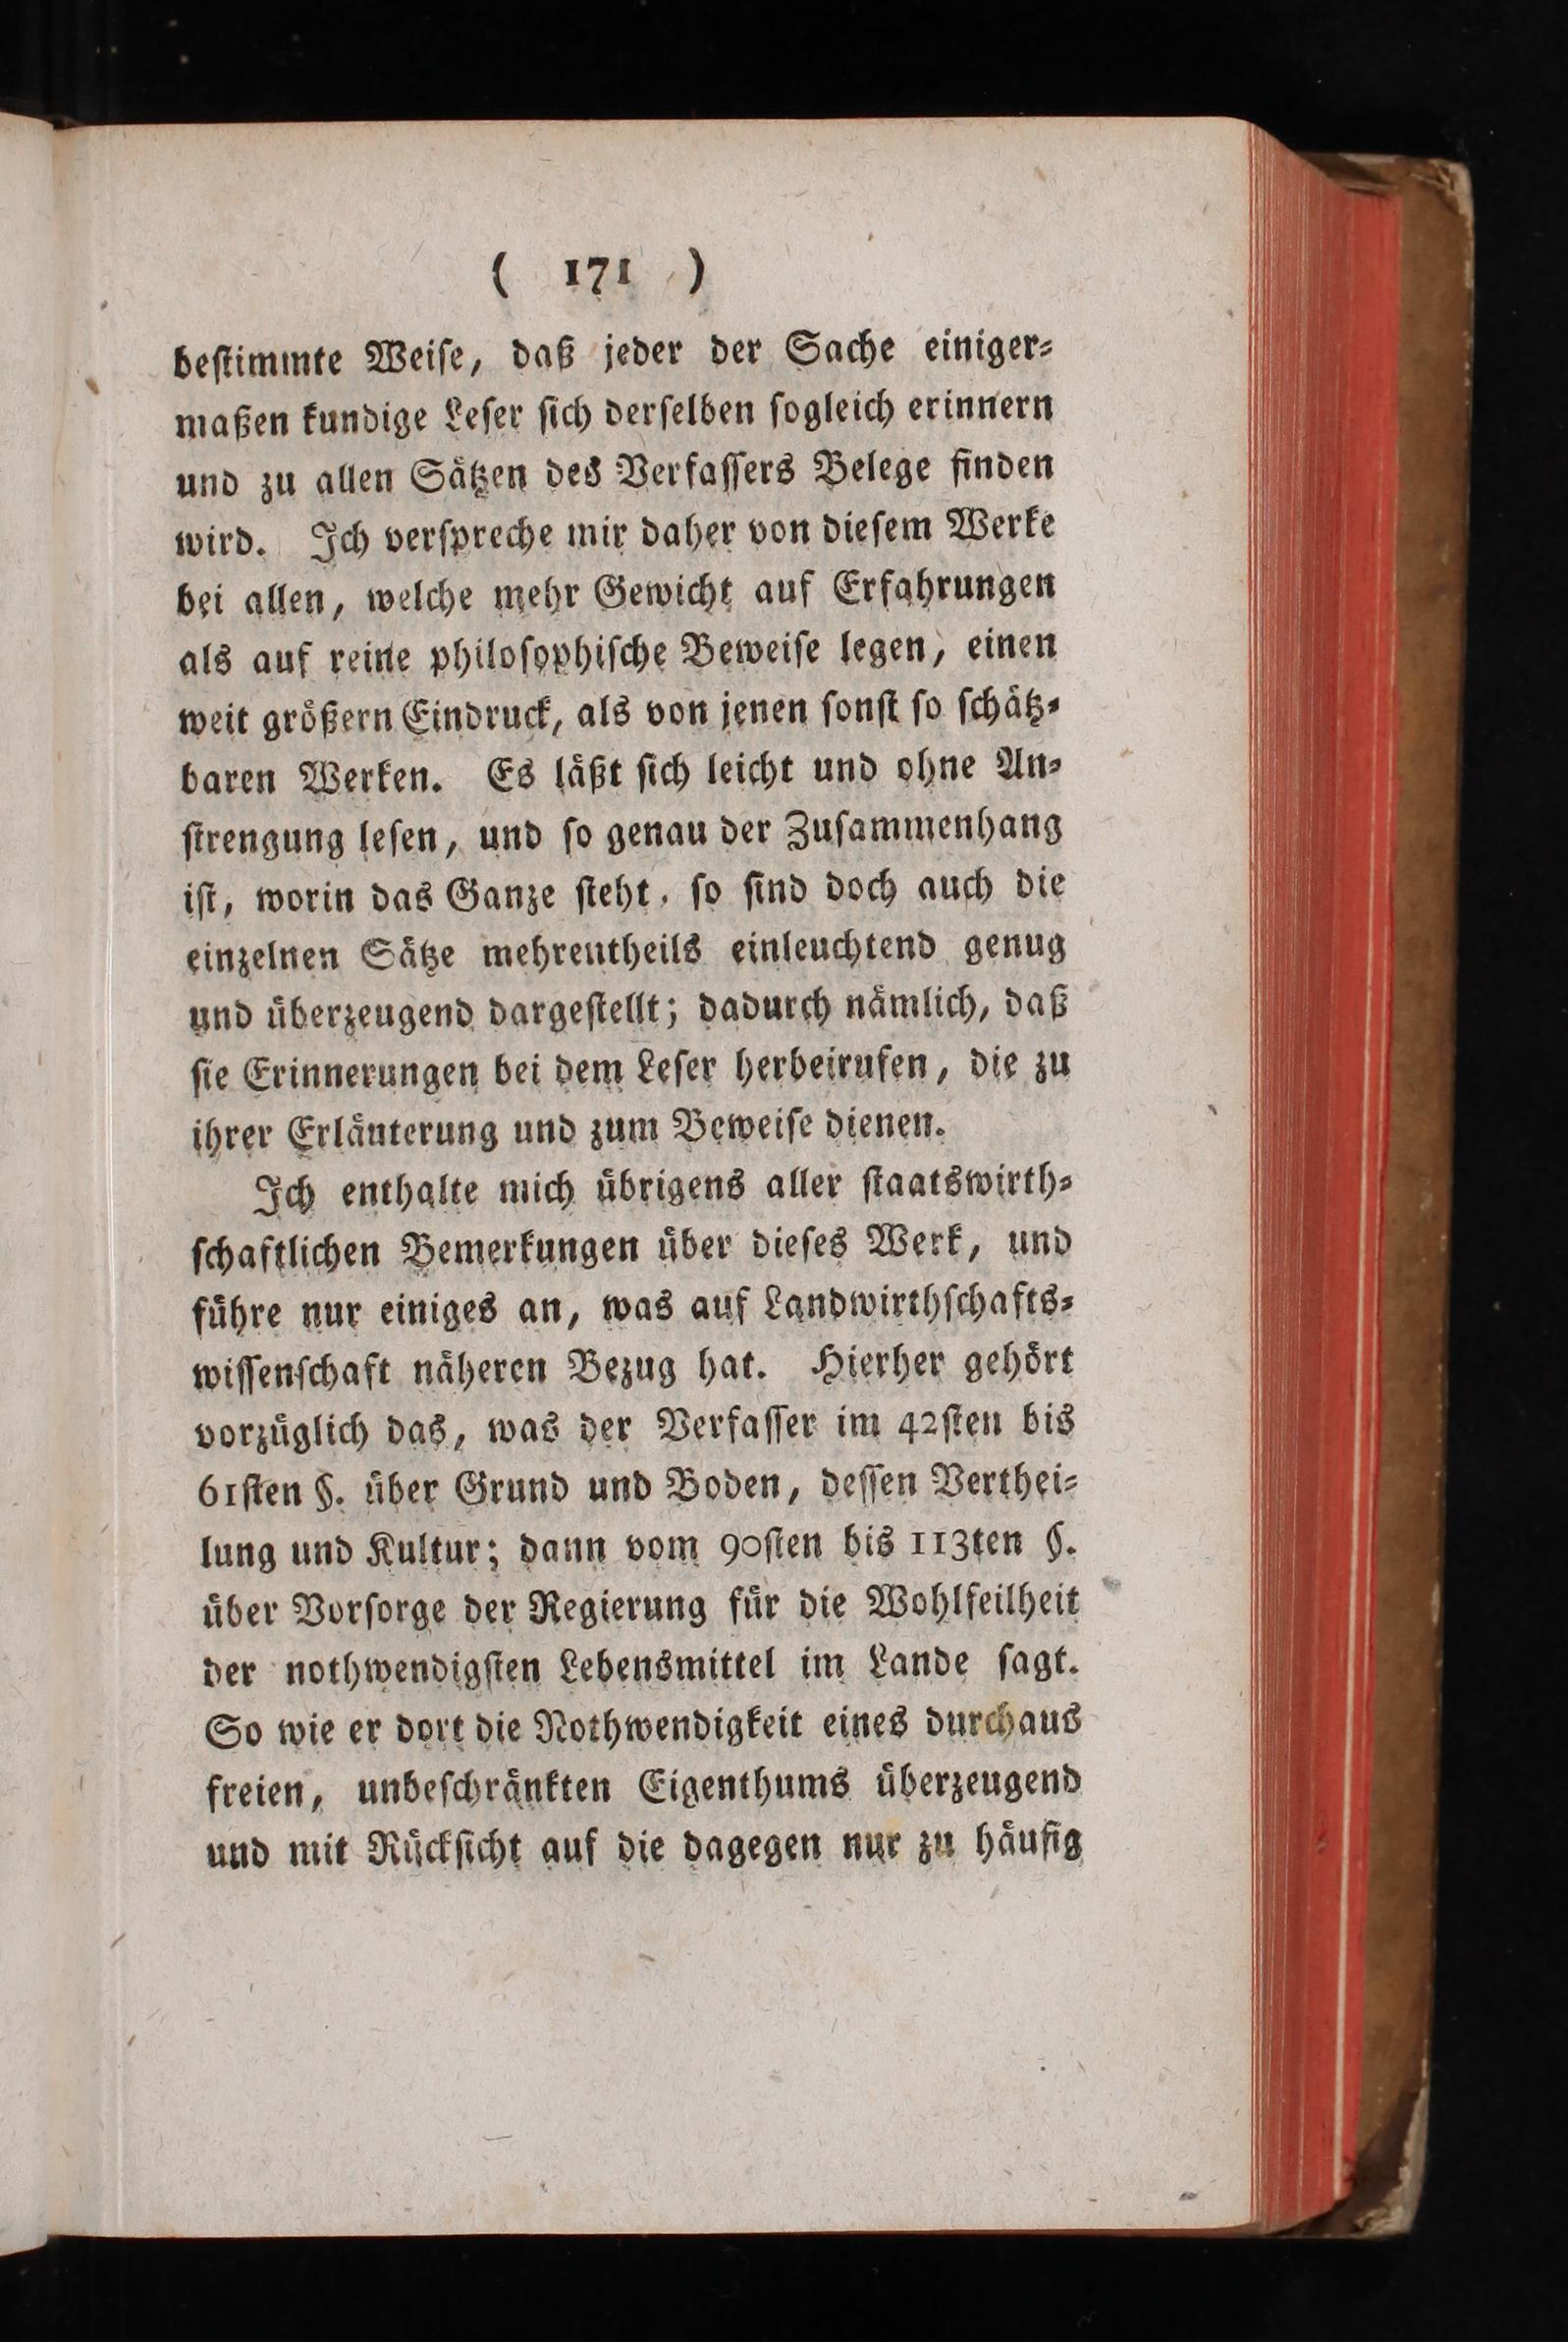 ( 171 )
beſtimmte Weiſe, daß jeder der Sache einiger⸗
maßen kundige Leſer ſich derſelben ſogleich erinnern
und zu allen Sätzen des Verfaſſers Belege finden
wird. Ich verſpreche mir daher von dieſem Werke
bei allen, welche mehr Gewicht auf Erfahrungen
als auf reine philoſophiſche Beweiſe legen, einen
weit größern Eindruck, als von jenen ſonſt ſo ſchätz⸗
baren Werken. Es läßt ſich leicht und ohne An⸗
ſtrengung leſen, und ſo genau der Zuſammenhang
iſt, worin das Ganze ſteht, ſo ſind doch auch die
einzelnen Sätze mehrentheils einleuchtend genug
und überzeugend dargeſtellt; dadurch nämlich, daß
ſie Erinnerungen bei dem Leſer herbeirufen, die zu
ihrer Erläuterung und zum Beweiſe dienen.
Ich enthalte mich übrigens aller ſtaatswirth⸗
ſchaftlichen Bemerkungen über dieſes Werk, und
führe nur einiges an, was auf Landwirthſchafts⸗
wiſſenſchaft näheren Bezug hat. Hierher gehört
vorzüglich das, was der Verfaſſer im 42ſten bis
61ſten §. über Grund und Boden, deſſen Verthei⸗
lung und Kultur; dann vom 90ſten bis 113ten §.
über Vorſorge der Regierung für die Wohlfeilheit
der nothwendigſten Lebensmittel im Lande ſagt.
So wie er dort die Nothwendigkeit eines durchaus
freien, unbeſchränkten Eigenthums überzeugend
und mit Rückſicht auf die dagegen nur zu häufig